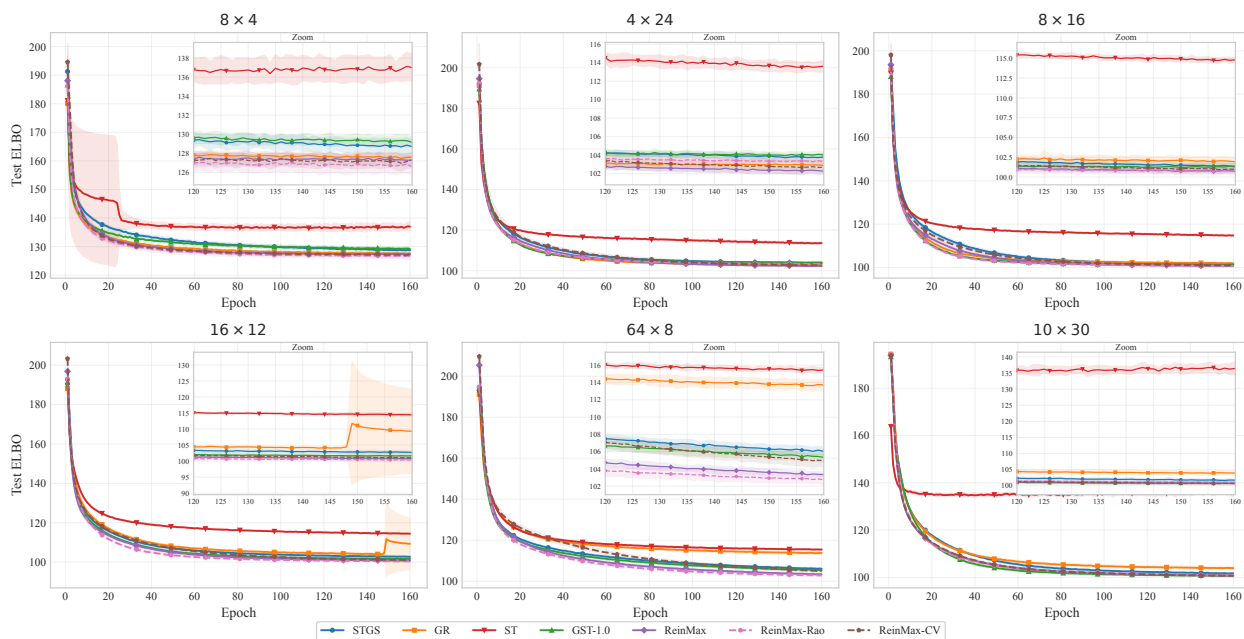 8 × 4
4 × 24
8 × 16
Test ELBO
200
190
180
170
160
150
140
130
120
Zoom
138
136
134
132
130
128
126
120 125 130 135 140 145 150 155 160
0 20 40 60 80 100 120 140 160
Epoch
200
180
160
140
120
100
Zoom
116
114
112
110
108
106
104
102
120 125 130 135 140 145 150 155 160
0 20 40 60 80 100 120 140 160
Epoch
200
180
160
140
120
100
Zoom
115.0
112.5
110.0
107.5
105.0
102.5
100.0
120 125 130 135 140 145 150 155 160
0 20 40 60 80 100 120 140 160
Epoch
16 × 12
64 × 8
10 × 30
Test ELBO
200
180
160
140
120
100
Zoom
130
125
120
115
110
105
100
95
90
120 125 130 135 140 145 150 155 160
0 20 40 60 80 100 120 140 160
Epoch
200
180
160
140
120
100
Zoom
116
114
112
110
108
106
104
102
120 125 130 135 140 145 150 155 160
0 20 40 60 80 100 120 140 160
Epoch
200
180
160
140
120
100
Zoom
140
135
130
125
120
115
110
105
100
120 125 130 135 140 145 150 155 160
0 20 40 60 80 100 120 140 160
Epoch
STGS GR ST GST-1.0 ReinMax ReinMax-Rao ReinMax-CV